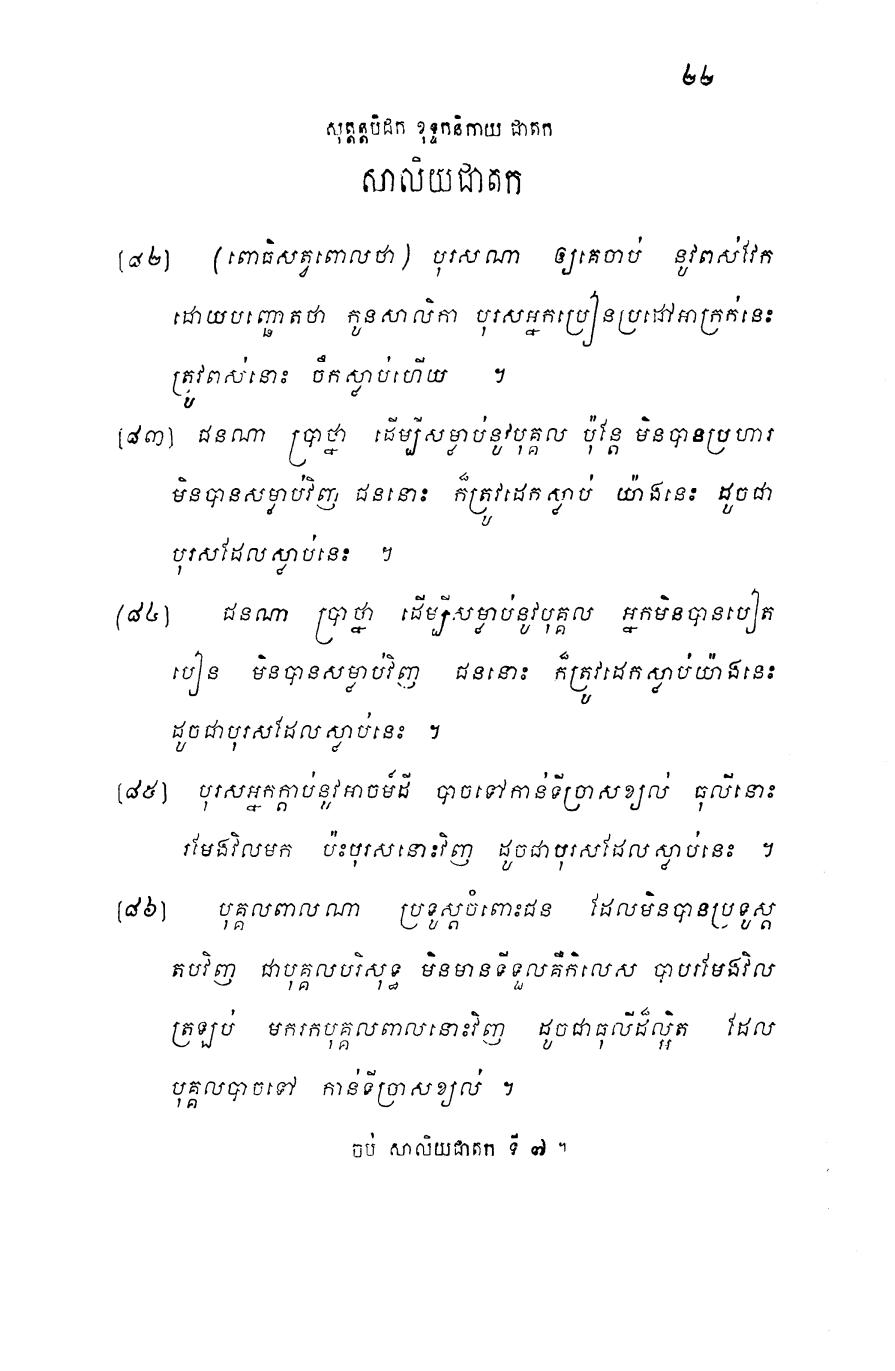 ២២
សុត្តន្តបិដក ខុទ្ទកនិកាយ ជាតក
សាលិយជាតក
[៨២] (ពោធិសត្វពោលថា) បុរសណា ឲ្យគេចាប់ នូវពស់វែក
ដោយបញ្ឆោតថា កូនសាលិកា បុរសអ្នកប្រៀនប្រដៅអាក្រក់នេះ
ត្រូវពស់នោះ ចឹកស្លាប់ហើយ ។
[៨៣] ជនណា ប្រាថ្នា ដើម្បីសម្លាប់នូវបុគ្គល ប៉ុន្តែ មិនបានប្រហារ
មិនបានសម្លាប់វិញ ជននោះ ក៏ត្រូវដេកស្លាប់ យ៉ាងនេះ ដូចជា
បុរសដែលស្លាប់នេះ ។
(៨៤] ជនណា ប្រាថ្នា ដើម្បីសម្លាប់នូវបុគ្គល អ្នកមិនបានបៀត
បៀន មិនបានសម្លាប់វិញ ជននោះ ក៏ត្រូវដេកស្លាប់យ៉ាងនេះ
ដូចជាបុរសដែលស្លាប់នេះ ។
[៨៥] បុរសអ្នកក្តាប់នូវអាចម៍ដី បាចទៅកាន់ទីច្រាសខ្យល់ ធុលីនោះ
រមែងវិលមក ប៉ះបុរសនោះវិញ ដូចជាបុរសដែលស្លាប់នេះ ។
[៨៦] បុគ្គលពាលណា ប្រទូស្តចំពោះជន ដែលមិនបានប្រទូស្ត
តបវិញ ជាបុគ្គលបរិសុទ្ធ មិនមានទីទួលគឺកិលេស បាបរមែងវិល
ត្រឡប់ មករកបុគ្គលពាលនោះវិញ ដូចជាធុលីដ៏ល្អិត ដែល
បុគ្គលបាចទៅ កាន់ទីច្រាសខ្យល់ ។
ចប់ សាលិយជាតក ទី ៧ ។